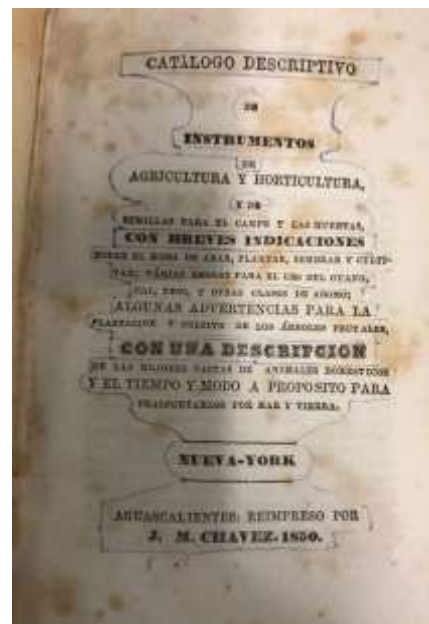 CATÁLOGO DESCRIPTIVO
DE
INSTRUMENTOS
DE
AGRICULTURA Y HORTICULTURA,
Y DE
SEMILLAS PARA EL CAMPO Y LAS HUERTAS,
CON BREVES INDICACIONES
SOBRE EL MODO DE ARAR, PLANTAR, SEMBRAR Y CULTI-
VAR; VÁRIAS REGLAS PARA EL USO DEL GUANO,
CAL, YESO, Y OTRAS CLASES DE ABONO;
ALGUNAS ADVERTENCIAS PARA LA
PLANTACION Y CULTIVO DE LOS ÁRBOLES FRUTALES,
CON UNA DESCRIPCION
DE LAS MEJORES CASTAS DE ANIMALES DOMESTICOS
Y EL TIEMPO Y MODO A PROPOSITO PARA
TRASPORTARLOS POR MAR Y TIERRA.
NUEVA-YORK
AGUASCALIENTES: REIMPRESO POR
J. M. CHAVEZ. 1850.